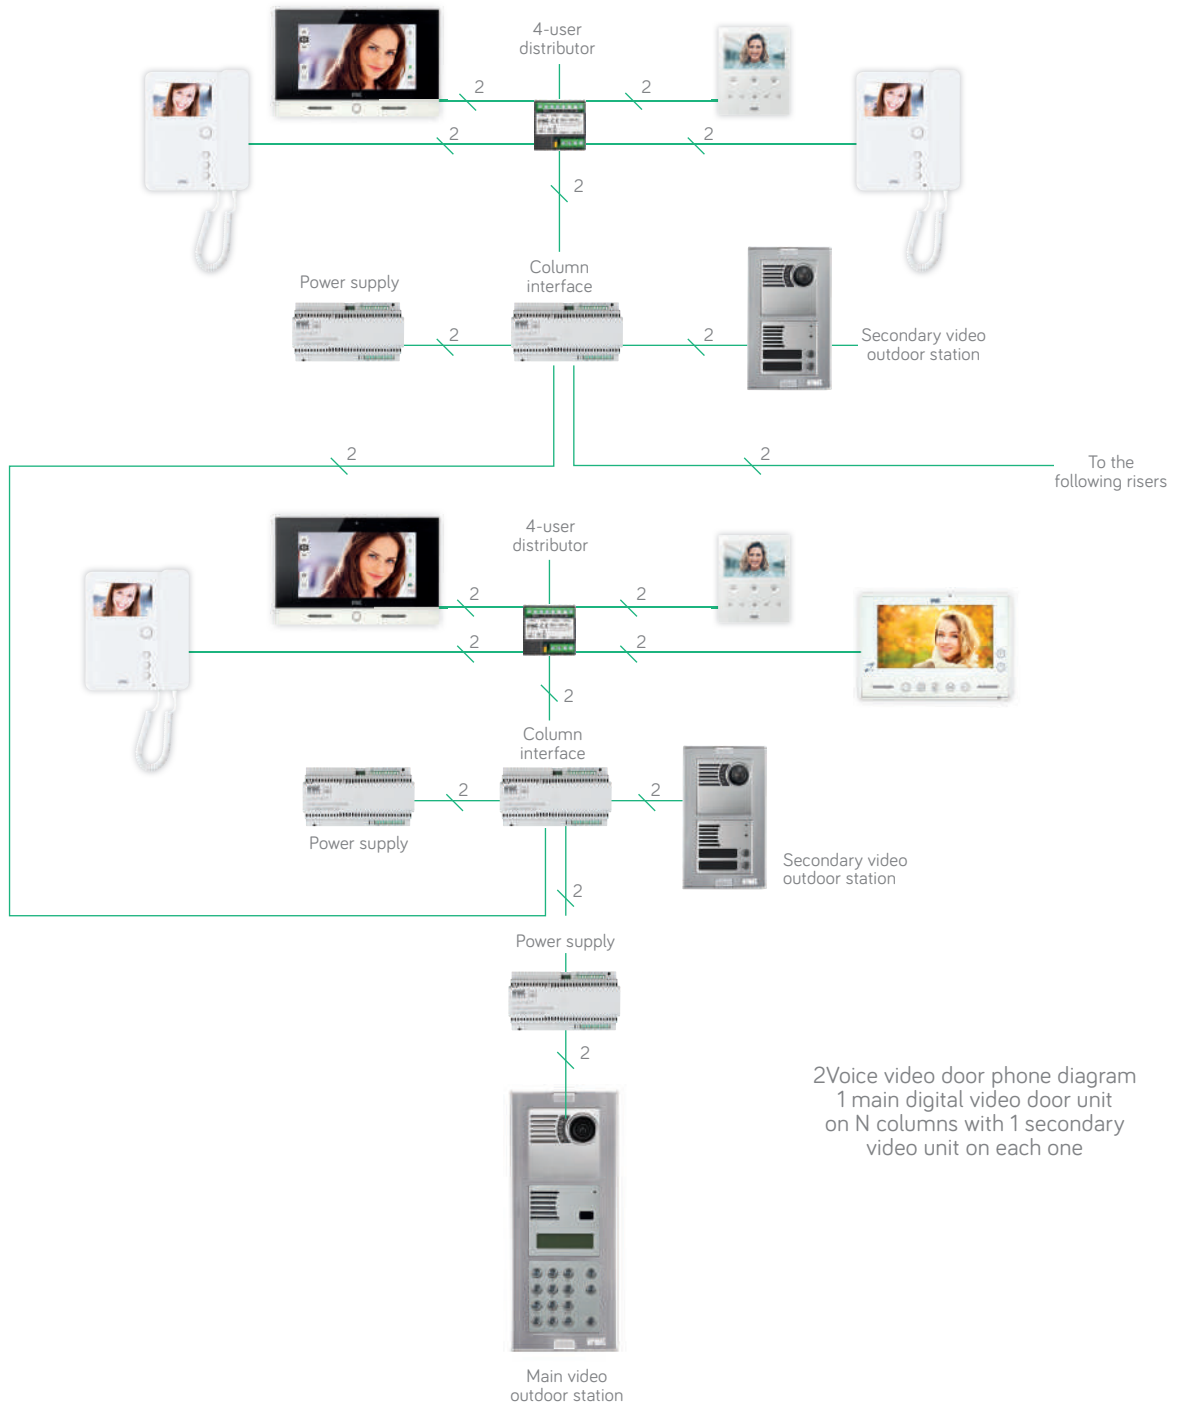 4-user
distributor
2
2
2
2
2
Power supply
Column
interface
2
2
Secondary video
outdoor station
2
2
To the
following risers
4-user
distributor
2
2
2
2
2
Column
interface
2
2
Power supply
Secondary video
outdoor station
2
Power supply
2
2Voice video door phone diagram
1 main digital video door unit
on N columns with 1 secondary
video unit on each one
Main video
outdoor station